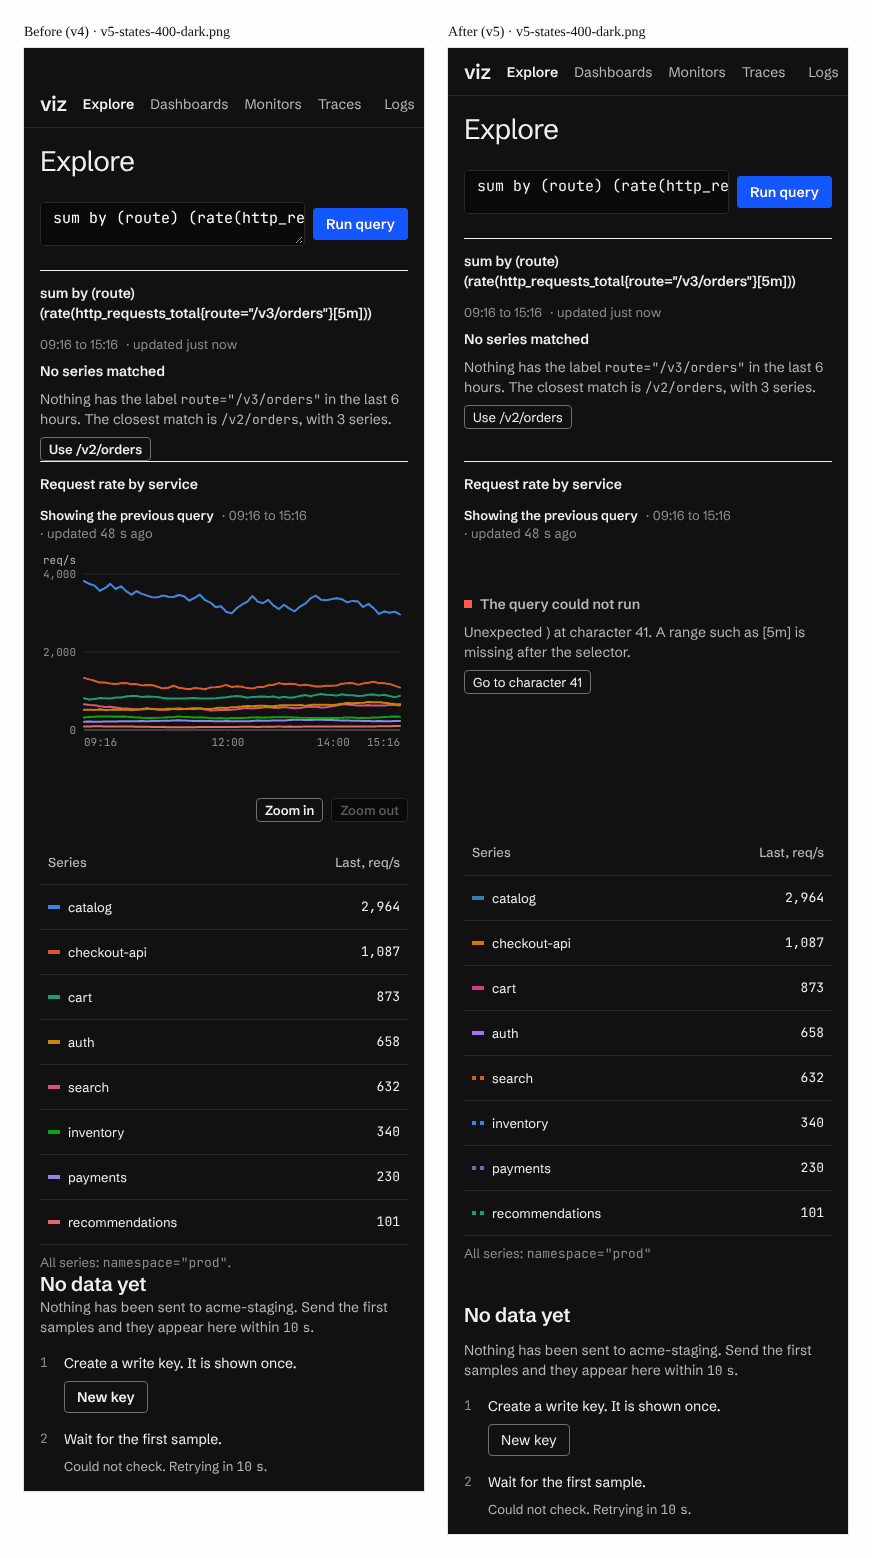 Before (v4) · v5-states-400-dark.png
viz Explore Dashboards Monitors Traces Logs
Explore
sum by (route) (rate(http_re
Run query
sum by (route)
(rate(http_requests_total{route="/v3/orders"}[5m]))
09:16 to 15:16 · updated just now
No series matched
Nothing has the label route="/v3/orders" in the last 6
hours. The closest match is /v2/orders, with 3 series.
Use /v2/orders
Request rate by service
Showing the previous query · 09:16 to 15:16
· updated 48 s ago
req/s
4,000
2,000
0
09:16 12:00 14:00 15:16
Zoom in Zoom out
Series Last, req/s
catalog 2,964
checkout-api 1,087
cart 873
auth 658
search 632
inventory 340
payments 230
recommendations 101
All series: namespace="prod".
No data yet
Nothing has been sent to acme-staging. Send the first
samples and they appear here within 10 s.
1 Create a write key. It is shown once.
New key
2 Wait for the first sample.
Could not check. Retrying in 10 s.
After (v5) · v5-states-400-dark.png
viz Explore Dashboards Monitors Traces Logs
Explore
sum by (route) (rate(http_re
Run query
sum by (route)
(rate(http_requests_total{route="/v3/orders"}[5m]))
09:16 to 15:16 · updated just now
No series matched
Nothing has the label route="/v3/orders" in the last 6
hours. The closest match is /v2/orders, with 3 series.
Use /v2/orders
Request rate by service
Showing the previous query · 09:16 to 15:16
· updated 48 s ago
The query could not run
Unexpected ) at character 41. A range such as [5m] is
missing after the selector.
Go to character 41
Series Last, req/s
catalog 2,964
checkout-api 1,087
cart 873
auth 658
search 632
inventory 340
payments 230
recommendations 101
All series: namespace="prod"
No data yet
Nothing has been sent to acme-staging. Send the first
samples and they appear here within 10 s.
1 Create a write key. It is shown once.
New key
2 Wait for the first sample.
Could not check. Retrying in 10 s.